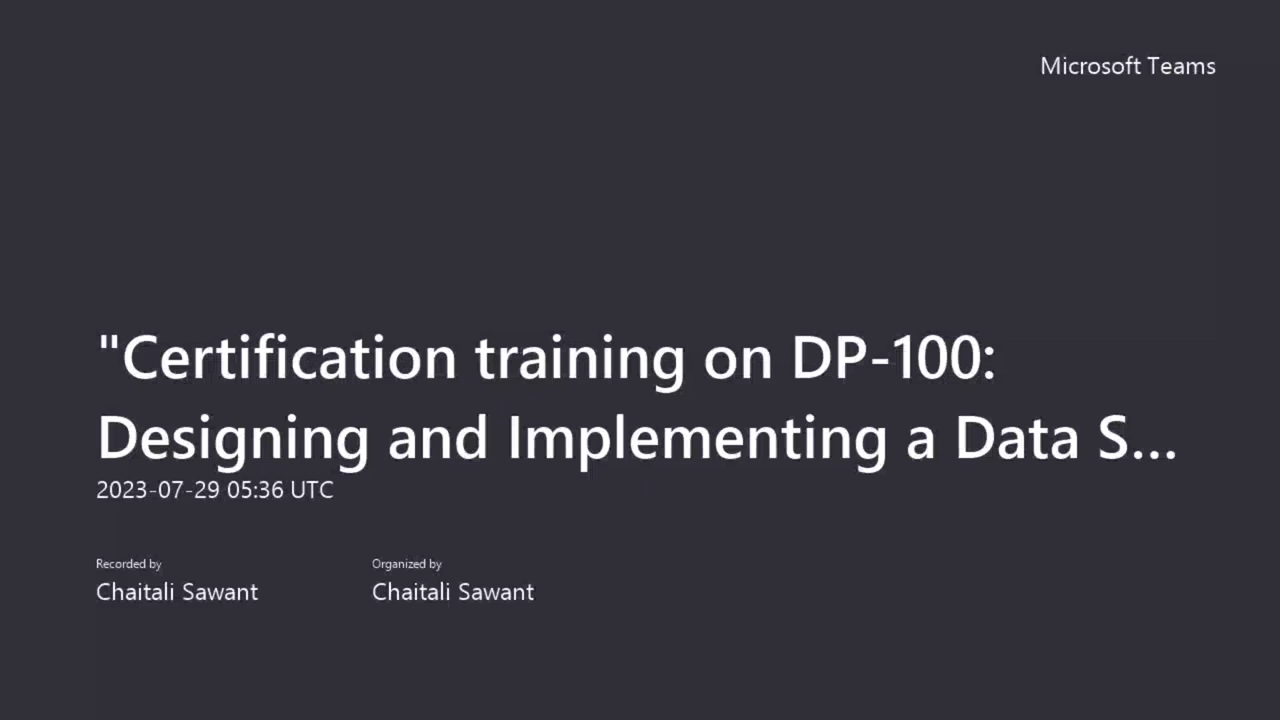 Microsoft Teams
"Certification training on DP-100:
Designing and Implementing a Data S...
2023-07-29 05:36 UTC
Recorded by
Chaitali Sawant
Organized by
Chaitali Sawant